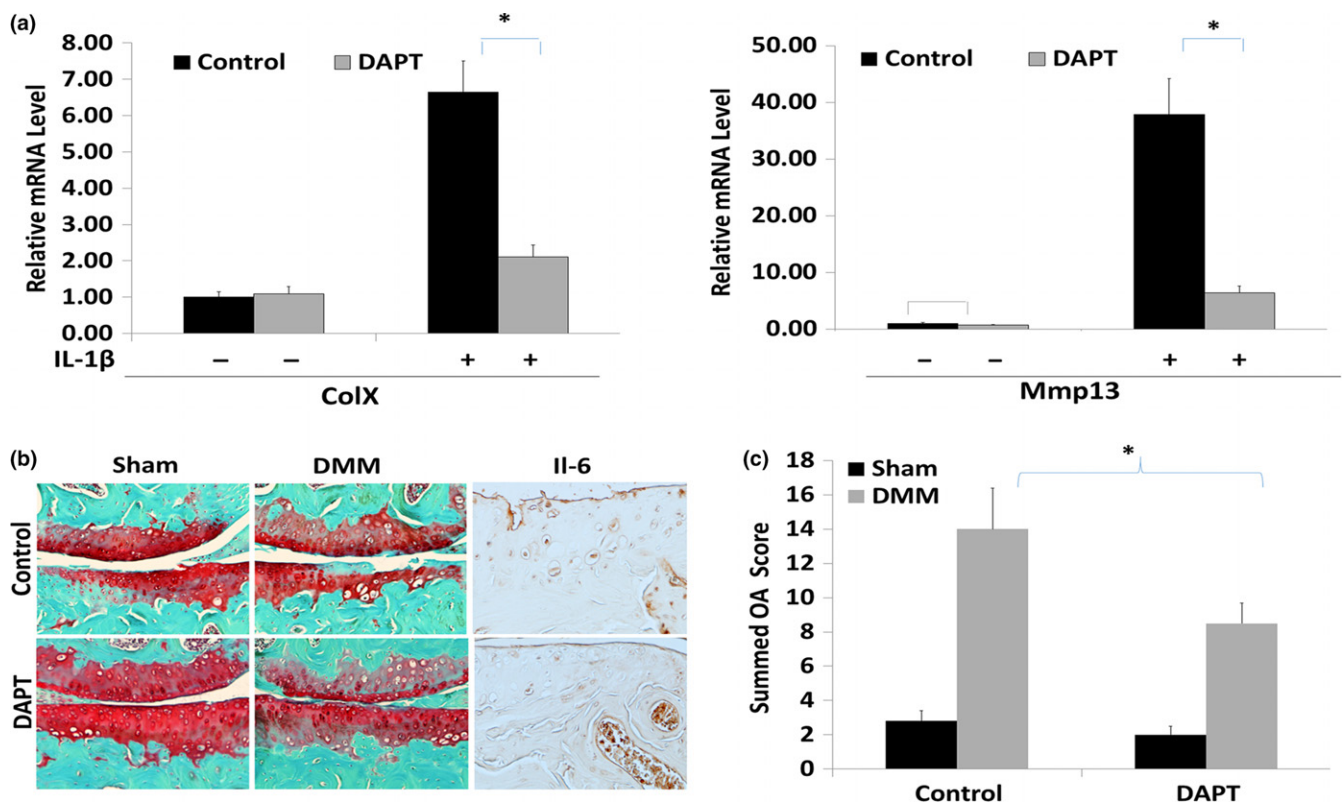 (a)
*
8.00
7.00
6.00
5.00
4.00
3.00
2.00
1.00
0.00
Relative mRNA Level
Control
DAPT
IL-1β
– – + +
ColX
*
50.00
40.00
30.00
20.00
10.00
0.00
Relative mRNA Level
Control
DAPT
– – + +
Mmp13
(b)
Sham DMM Il-6
Control
DAPT
(c)
*
18
16
14
12
10
8
6
4
2
0
Summed OA Score
Sham
DMM
Control DAPT